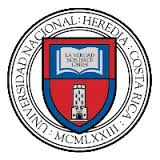 UNIVERSIDAD NACIONAL · HEREDIA · COSTA RICA ·
MCMLXXIII
LA VERDAD
NOS HACE
LIBRES